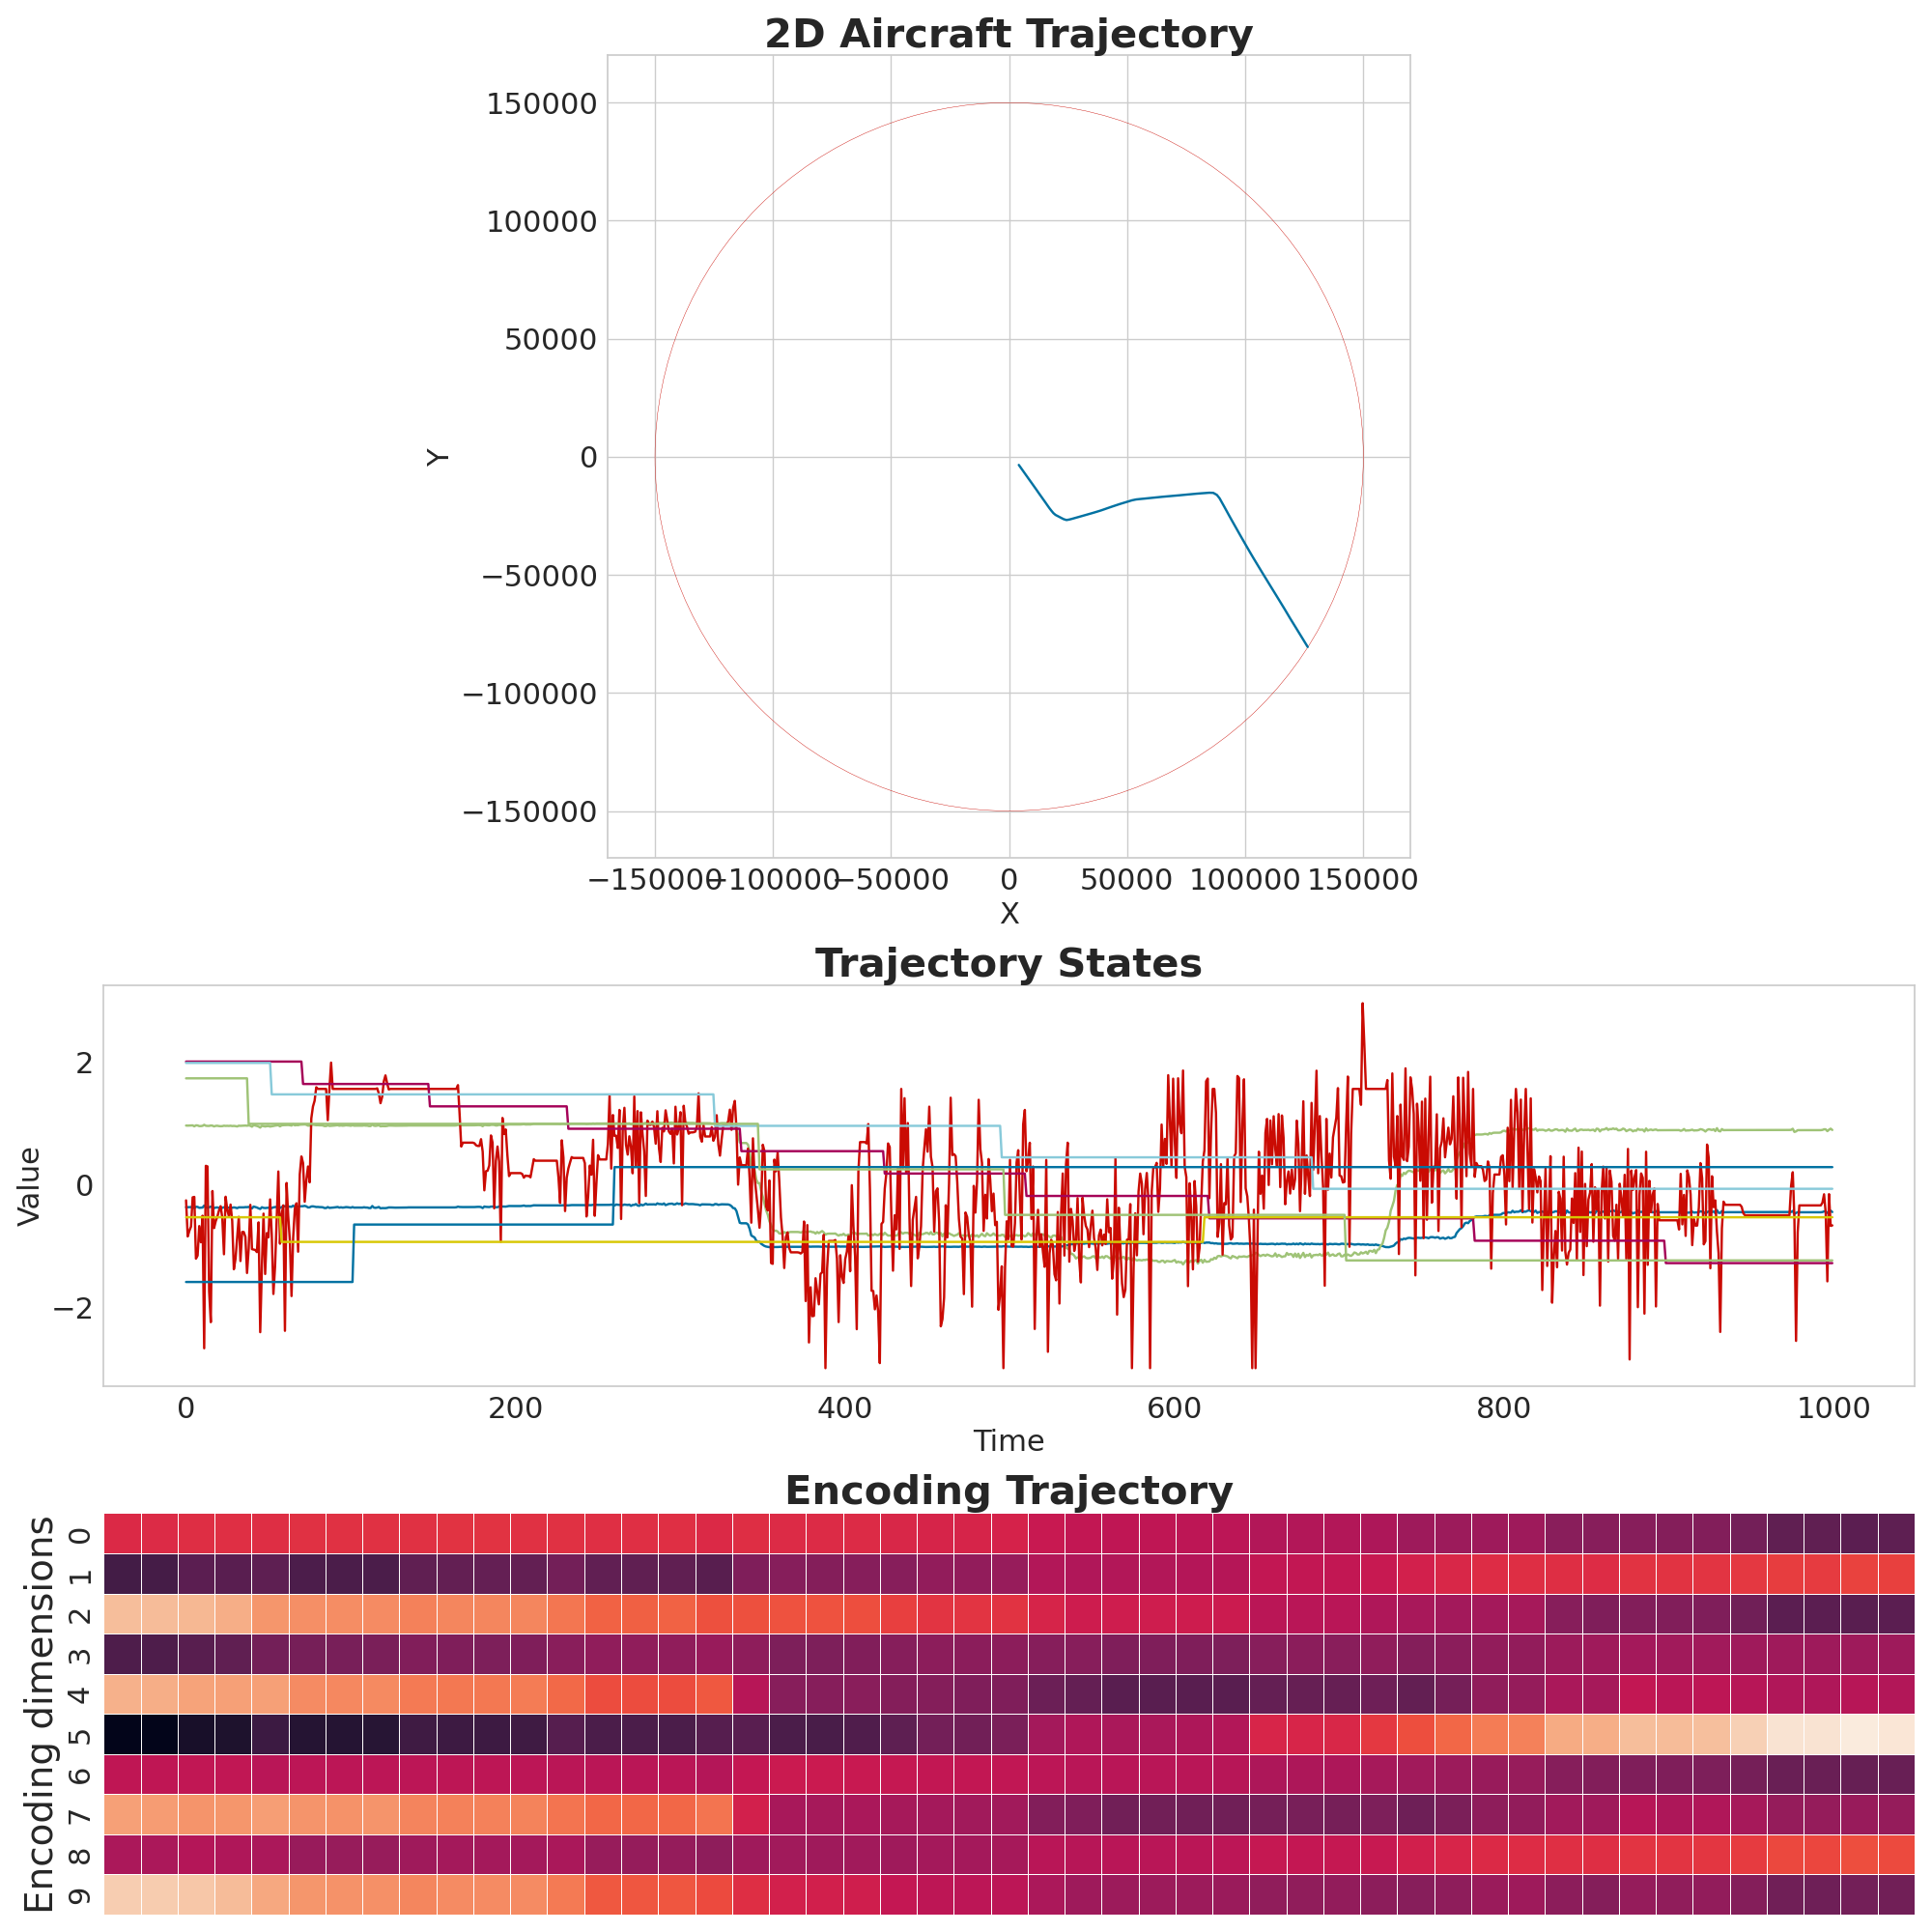 2D Aircraft Trajectory
150000
100000
50000
0
−50000
−100000
−150000
Y
−150000 −100000 −50000 0 50000 100000 150000
X
Trajectory States
2
0
−2
Value
0 200 400 600 800 1000
Time
Encoding Trajectory
Encoding dimensions
0
1
2
3
4
5
6
7
8
9